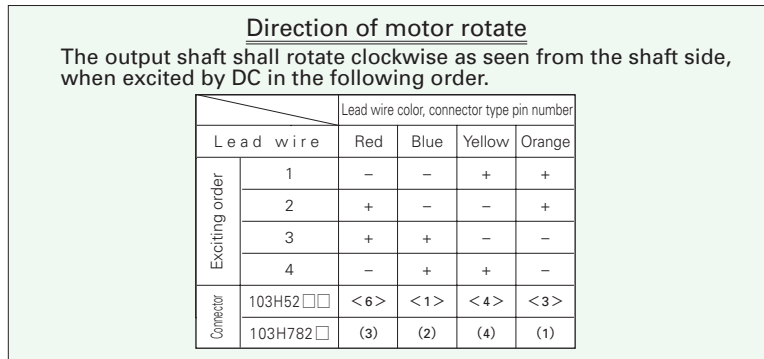 Direction of motor rotate
The output shaft shall rotate clockwise as seen from the shaft side,
when excited by DC in the following order.
Lead wire color, connector type pin number
Lead wire Red Blue Yellow Orange
Exciting order
1 – – + +
2 + – – +
3 + + – –
4 – + + –
Connector
103H52□□ <6> <1> <4> <3>
103H782□ (3) (2) (4) (1)